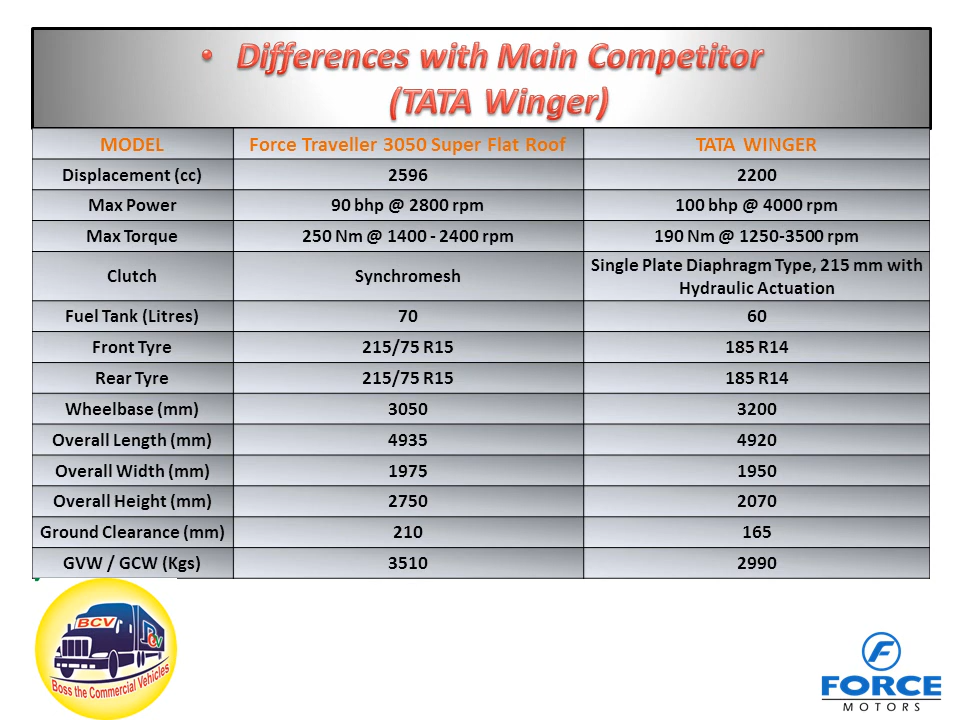 • Differences with Main Competitor
(TATA Winger)
MODEL Force Traveller 3050 Super Flat Roof TATA WINGER
Displacement (cc) 2596 2200
Max Power 90 bhp @ 2800 rpm 100 bhp @ 4000 rpm
Max Torque 250 Nm @ 1400 - 2400 rpm 190 Nm @ 1250-3500 rpm
Clutch Synchromesh Single Plate Diaphragm Type, 215 mm with
Hydraulic Actuation
Fuel Tank (Litres) 70 60
Front Tyre 215/75 R15 185 R14
Rear Tyre 215/75 R15 185 R14
Wheelbase (mm) 3050 3200
Overall Length (mm) 4935 4920
Overall Width (mm) 1975 1950
Overall Height (mm) 2750 2070
Ground Clearance (mm) 210 165
GVW / GCW (Kgs) 3510 2990
BCV
Boss the Commercial Vehicles
FORCE
MOTORS